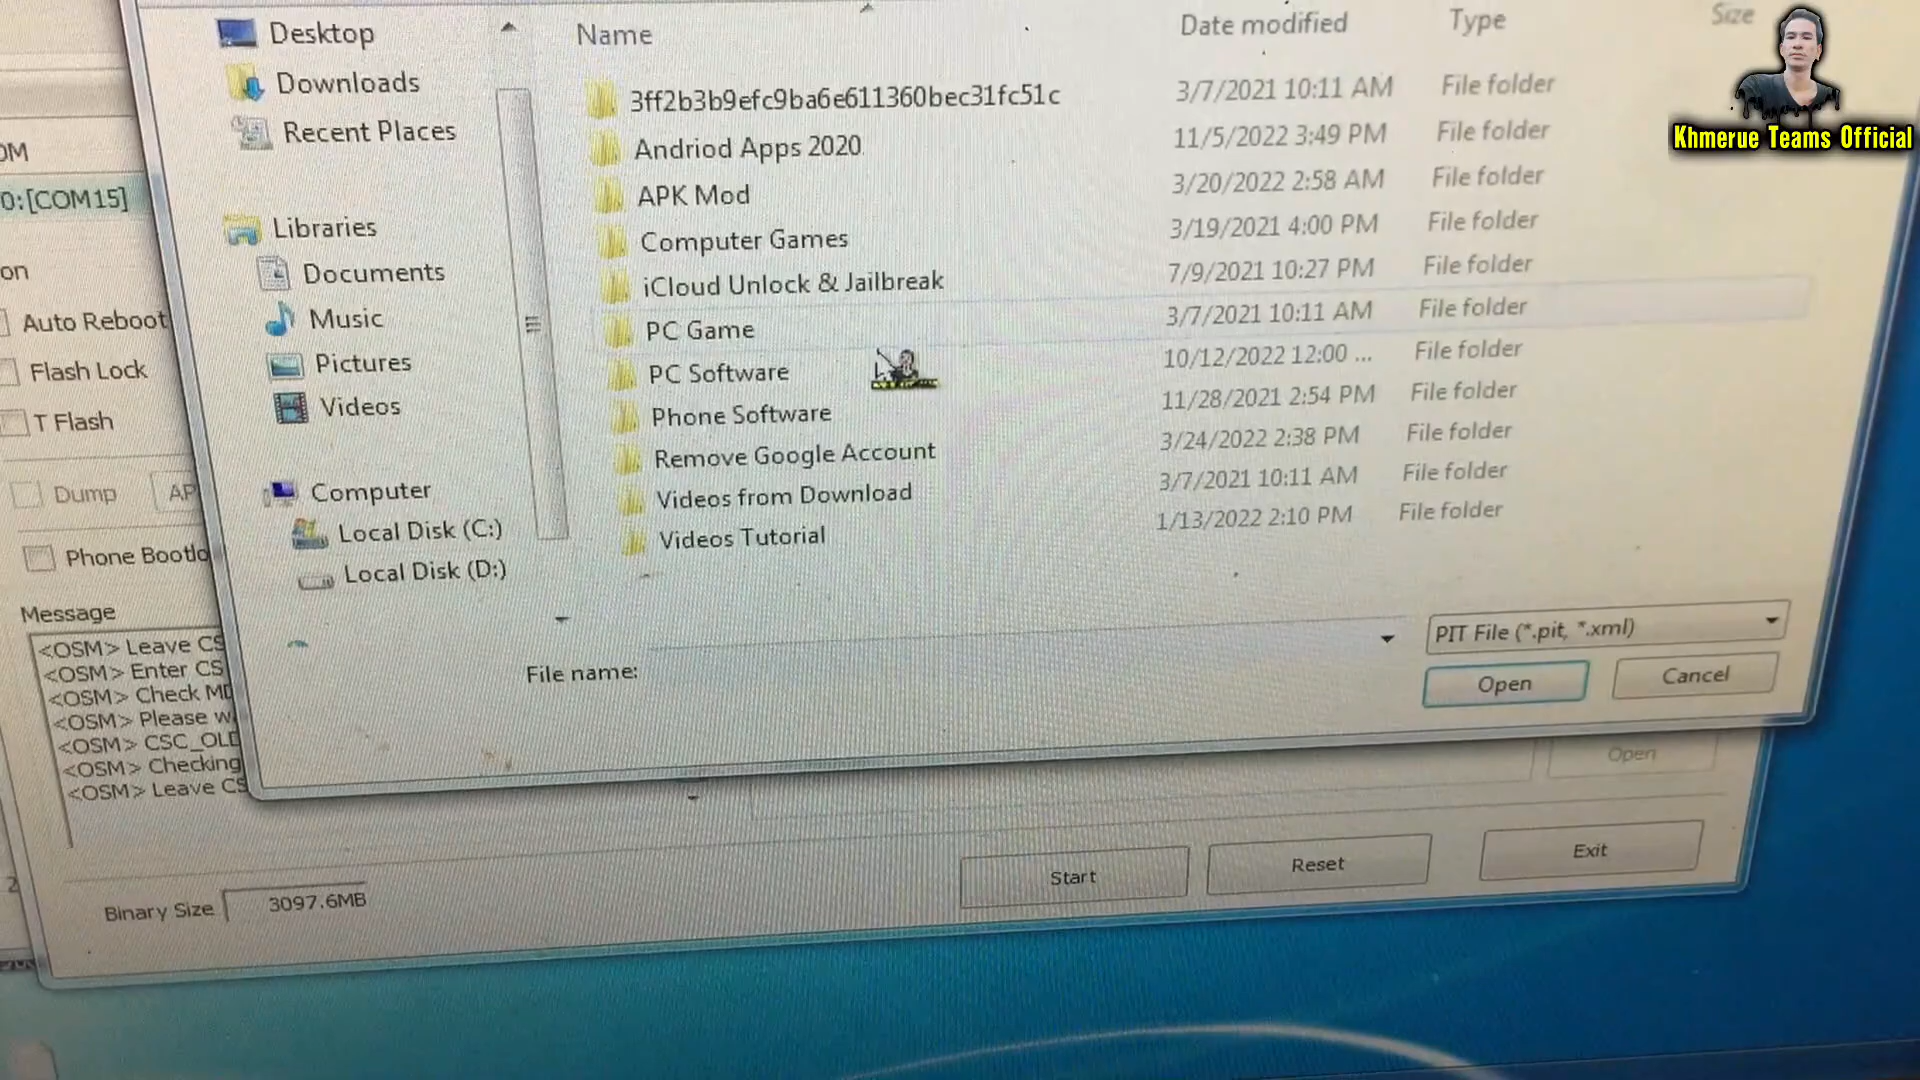 Desktop
Downloads
Recent Places
Libraries
Documents
Music
Pictures
Videos
Computer
Local Disk (C:)
Local Disk (D:)
Name Date modified Type Size
3ff2b3b9efc9ba6e611360bec31fc51c 3/7/2021 10:11 AM File folder
Andriod Apps 2020 11/5/2022 3:49 PM File folder
APK Mod 3/20/2022 2:58 AM File folder
Computer Games 3/19/2021 4:00 PM File folder
iCloud Unlock & Jailbreak 7/9/2021 10:27 PM File folder
PC Game 3/7/2021 10:11 AM File folder
PC Software 10/12/2022 12:00 ... File folder
Phone Software 11/28/2021 2:54 PM File folder
Remove Google Account 3/24/2022 2:38 PM File folder
Videos from Download 3/7/2021 10:11 AM File folder
Videos Tutorial 1/13/2022 2:10 PM File folder
File name:
PIT File (*.pit, *.xml)
Open Cancel
Khmerue Teams Official
OM
0:[COM15]
on
Auto Reboot
Flash Lock
T Flash
Dump AP
Phone Bootlo
Message
<OSM> Leave CS
<OSM> Enter CS
<OSM> Check MD
<OSM> Please w
<OSM> CSC_OLD
<OSM> Checking
<OSM> Leave CS
Open
Binary Size 3097.6MB
Start Reset Exit